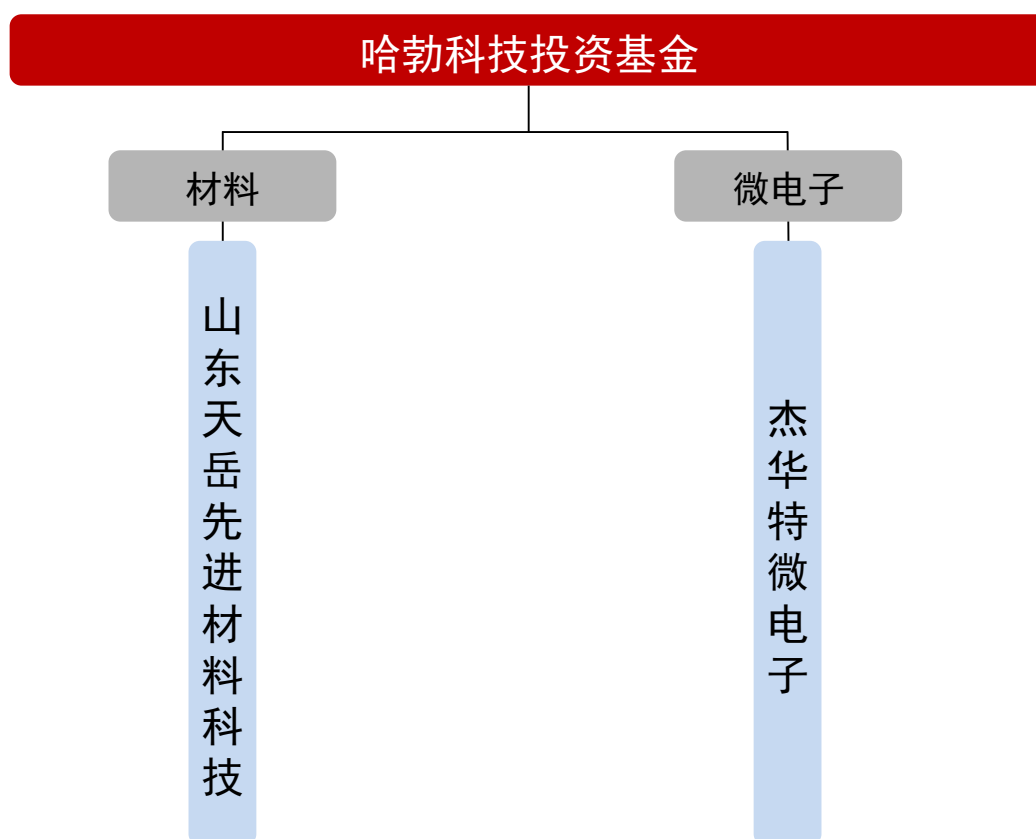 哈勃科技投资基金
材料
微电子
山东天岳先进材料科技
杰华特微电子